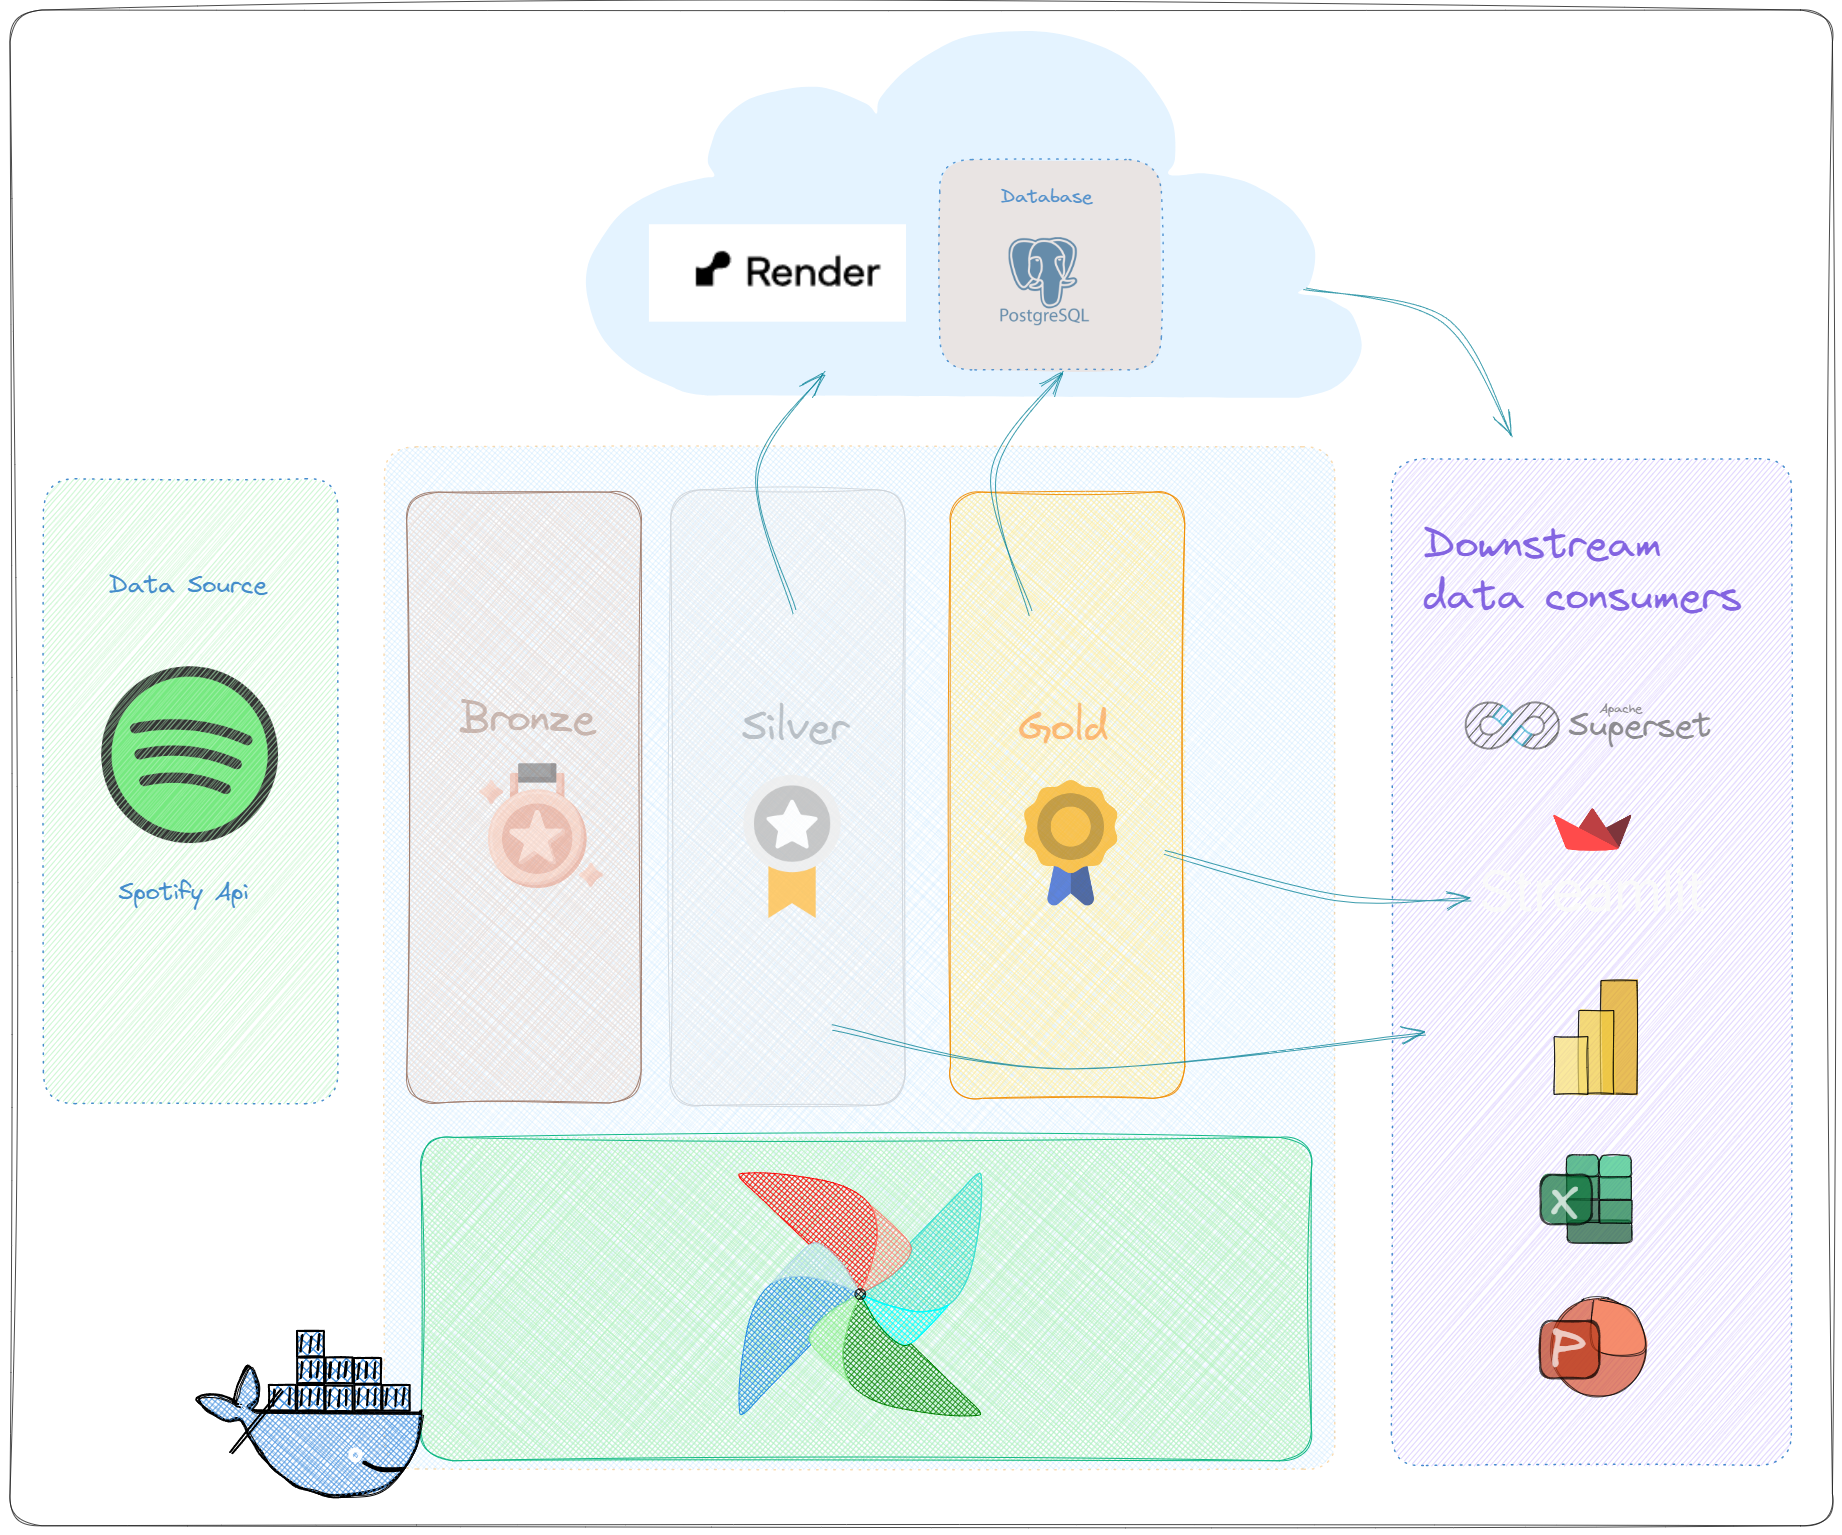 Database
Render
PostgreSQL
Data Source
Spotify Api
Bronze
Silver
Gold
Downstream
data consumers
Apache
Superset
Streamlit
X
P